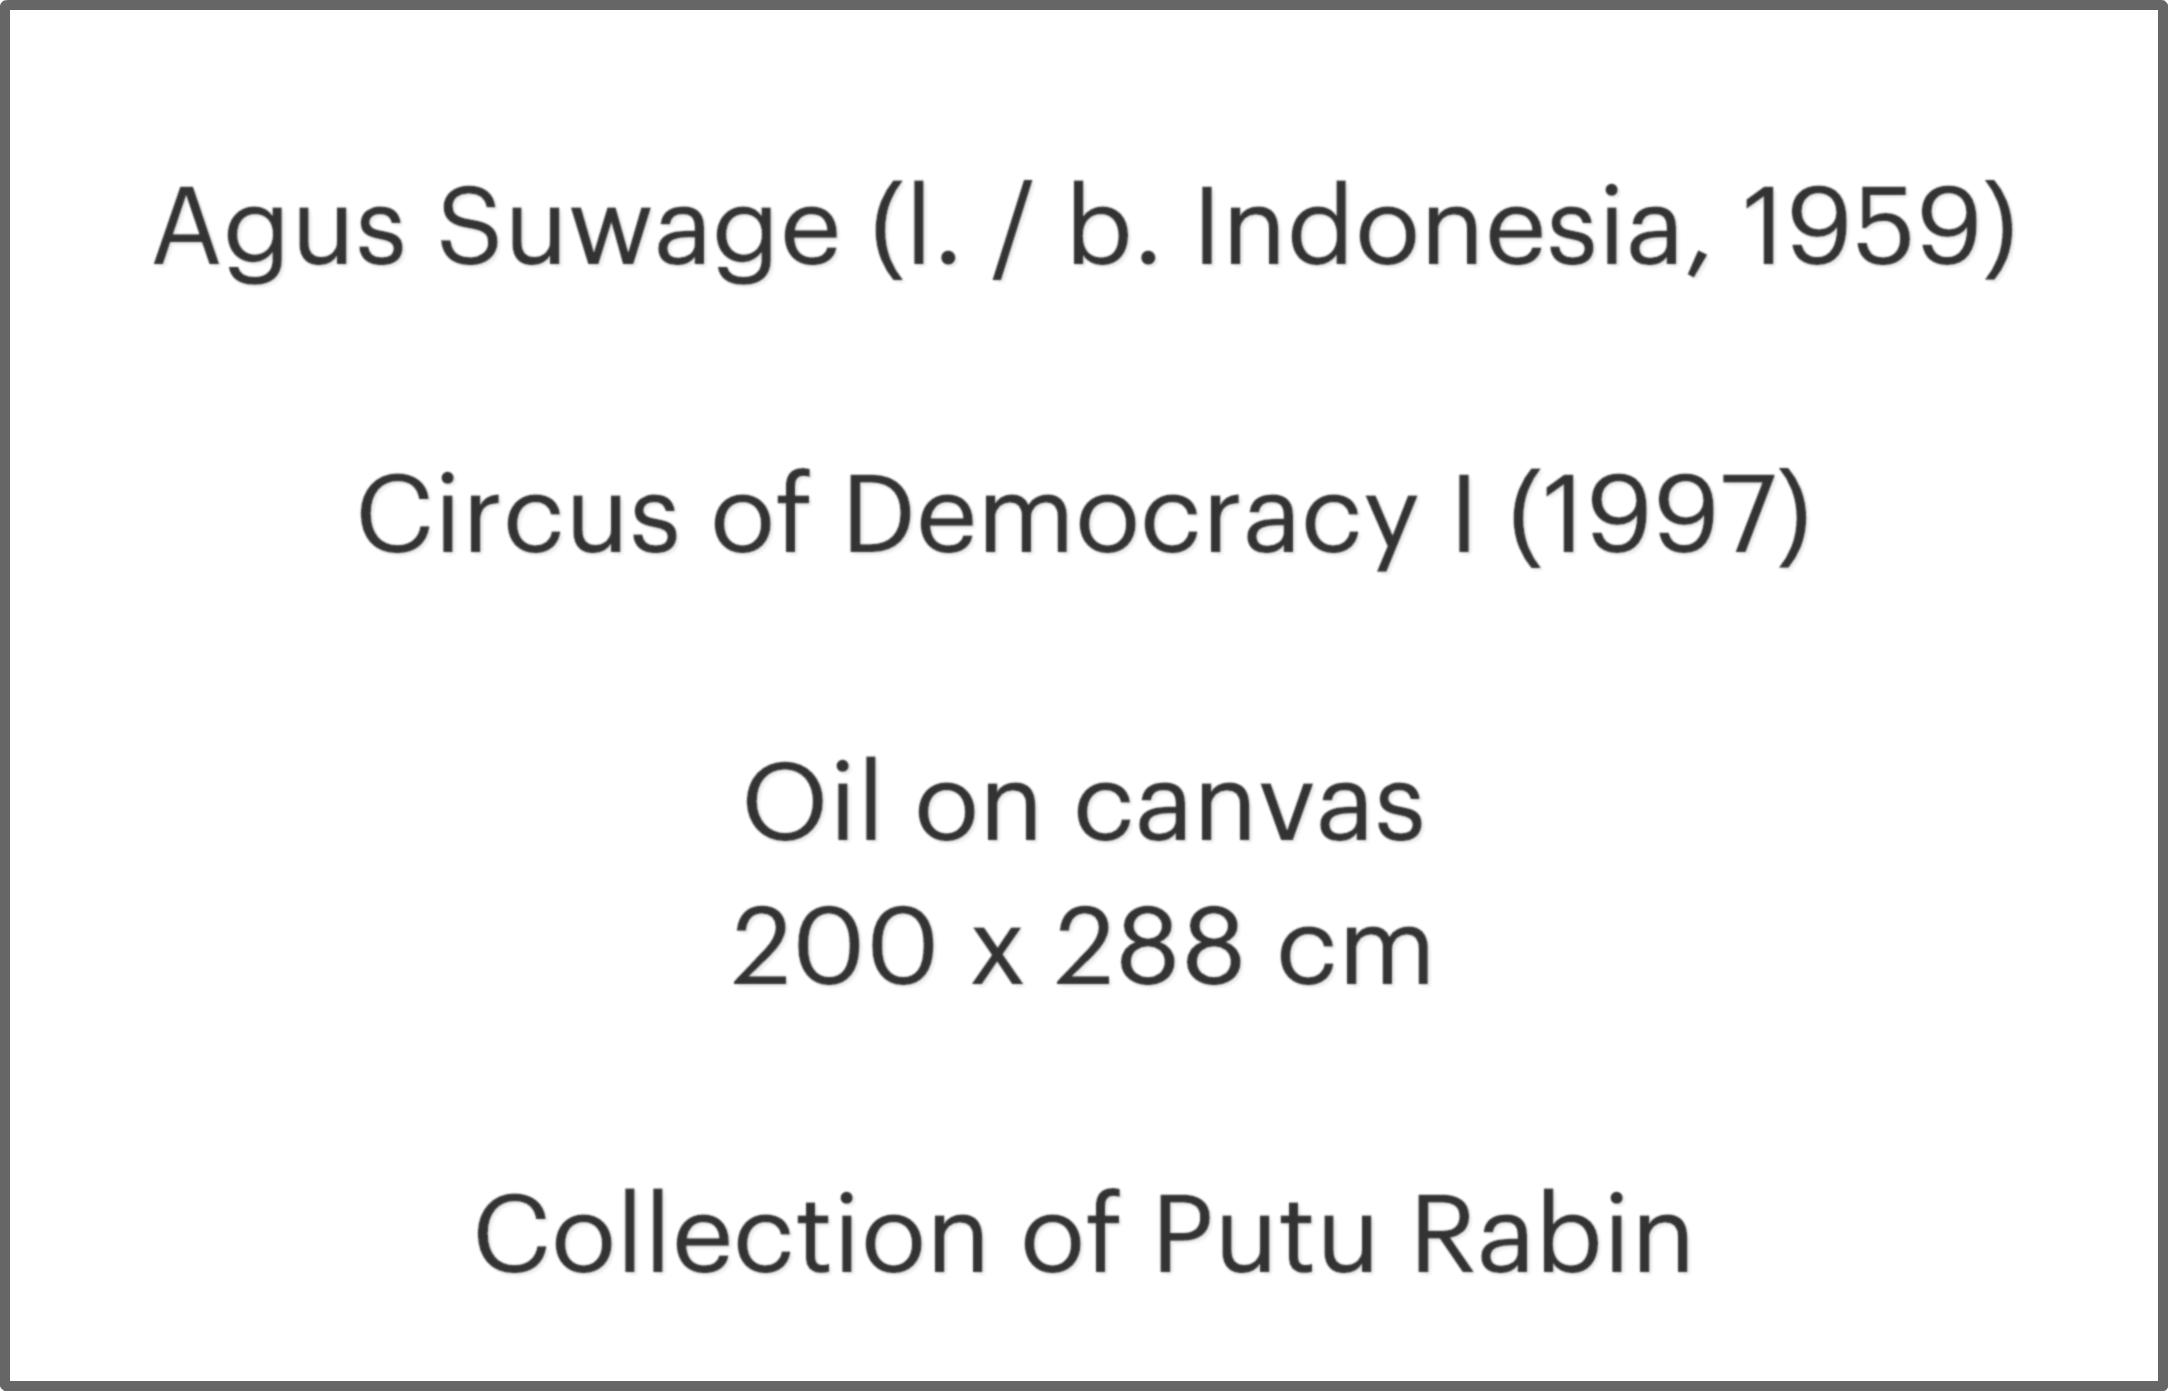 Agus Suwage (l. / b. Indonesia, 1959)
Circus of Democracy I (1997)
Oil on canvas
200 x 288 cm
Collection of Putu Rabin